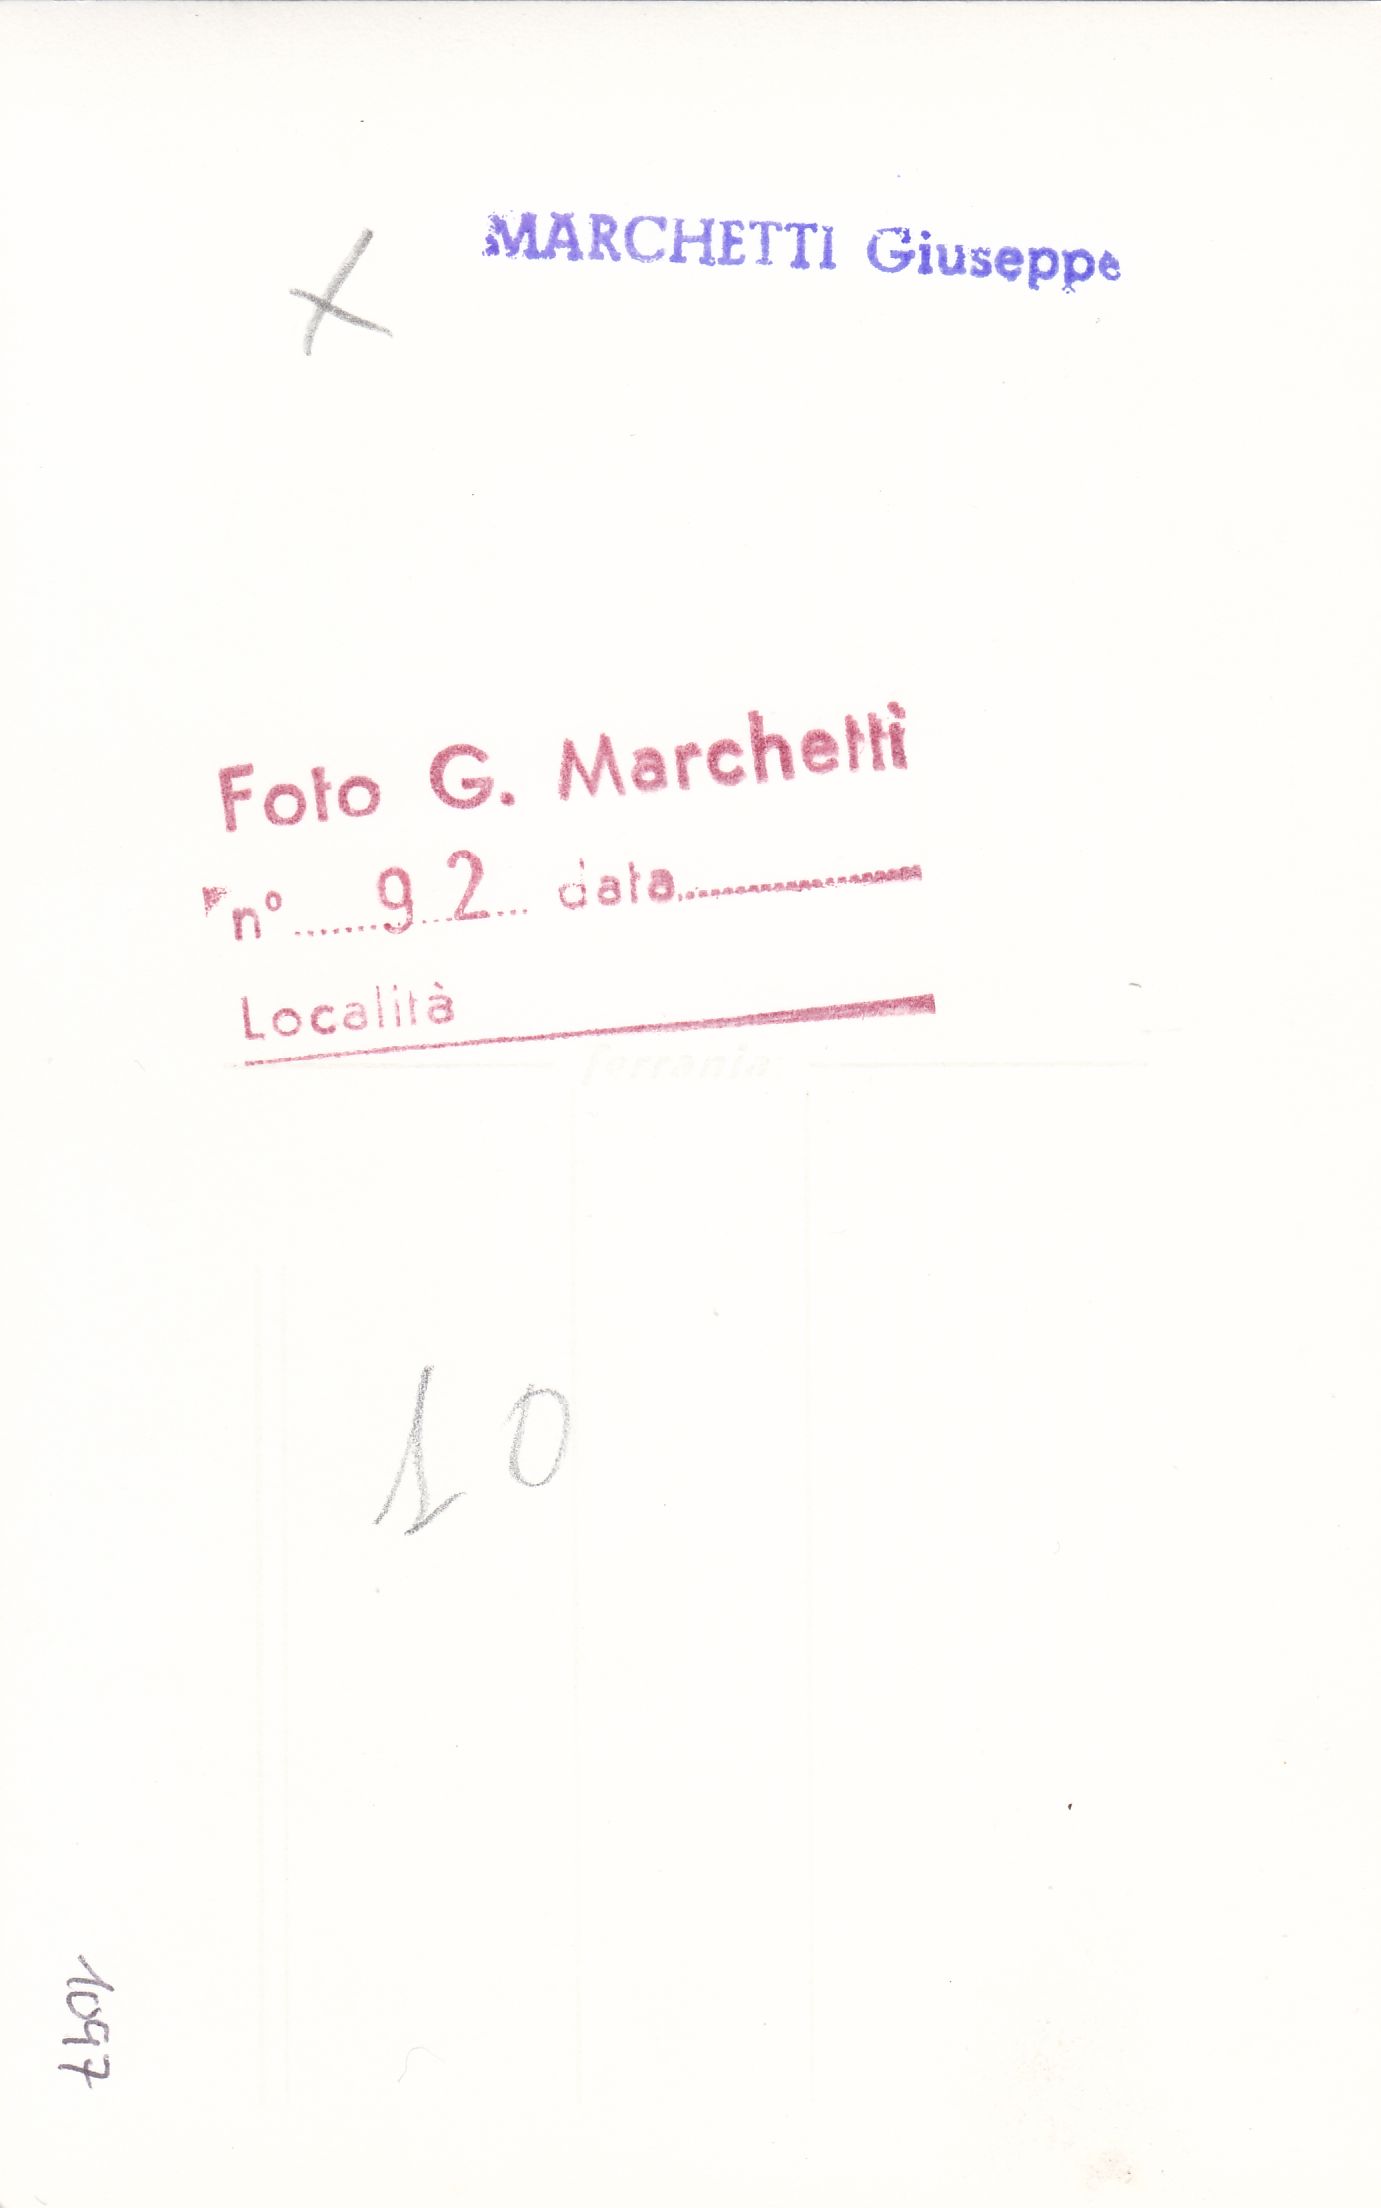 MARCHETTI Giuseppe
X
Foto G. Marchetti
n° ......92... data....................
Località
ferrania
10
1097